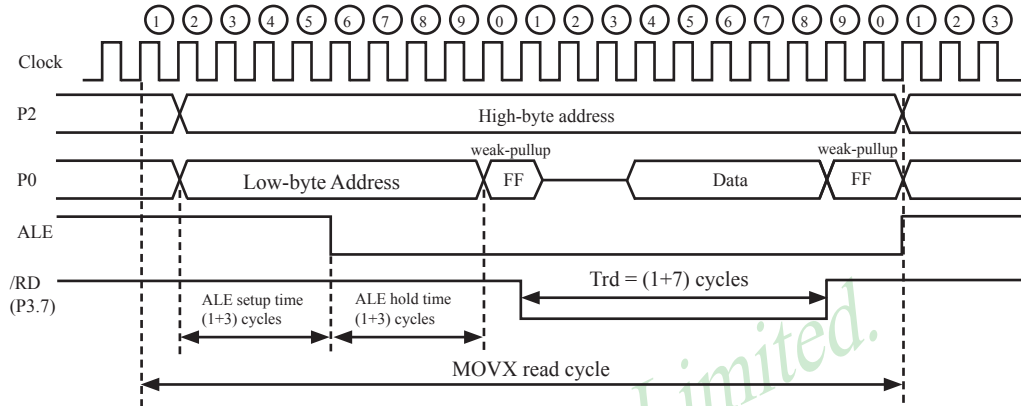 1 2 3 4 5 6 7 8 9 0 1 2 3 4 5 6 7 8 9 0 1 2 3
Clock
P2
High-byte address
weak-pullup weak-pullup
P0
Low-byte Address FF Data FF
ALE
/RD
(P3.7)
Trd = (1+7) cycles
ALE setup time
(1+3) cycles
ALE hold time
(1+3) cycles
MOVX read cycle
Limited.